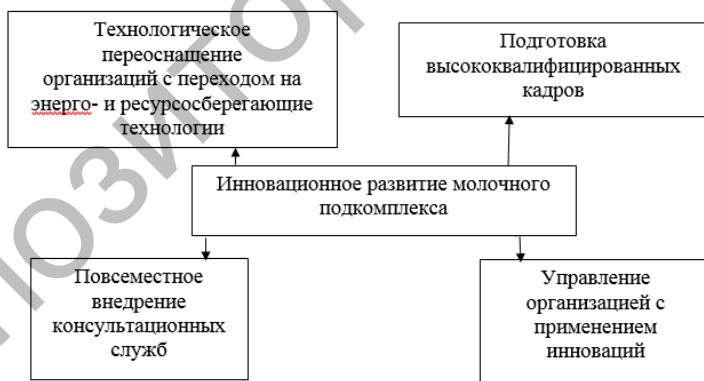 Технологическое
переоснащение
организаций с переходом на
энерго- и ресурсосберегающие
технологии
Подготовка
высококвалифицированных
кадров
Инновационное развитие молочного
подкомплекса
Повсеместное
внедрение
консультационных
служб
Управление
организацией с
применением
инноваций